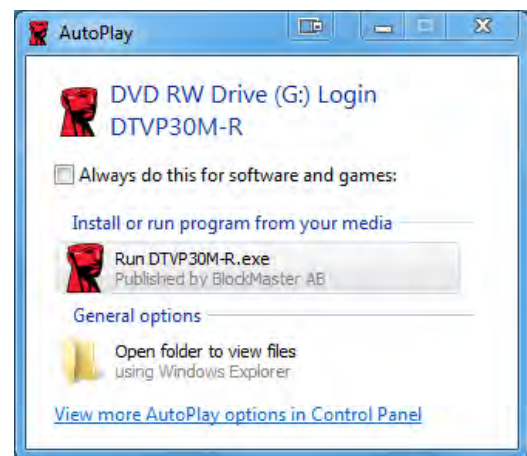 AutoPlay
DVD RW Drive (G:) Login
DTVP30M-R
Always do this for software and games:
Install or run program from your media
Run DTVP30M-R.exe
Published by BlockMaster AB
General options
Open folder to view files
using Windows Explorer
View more AutoPlay options in Control Panel